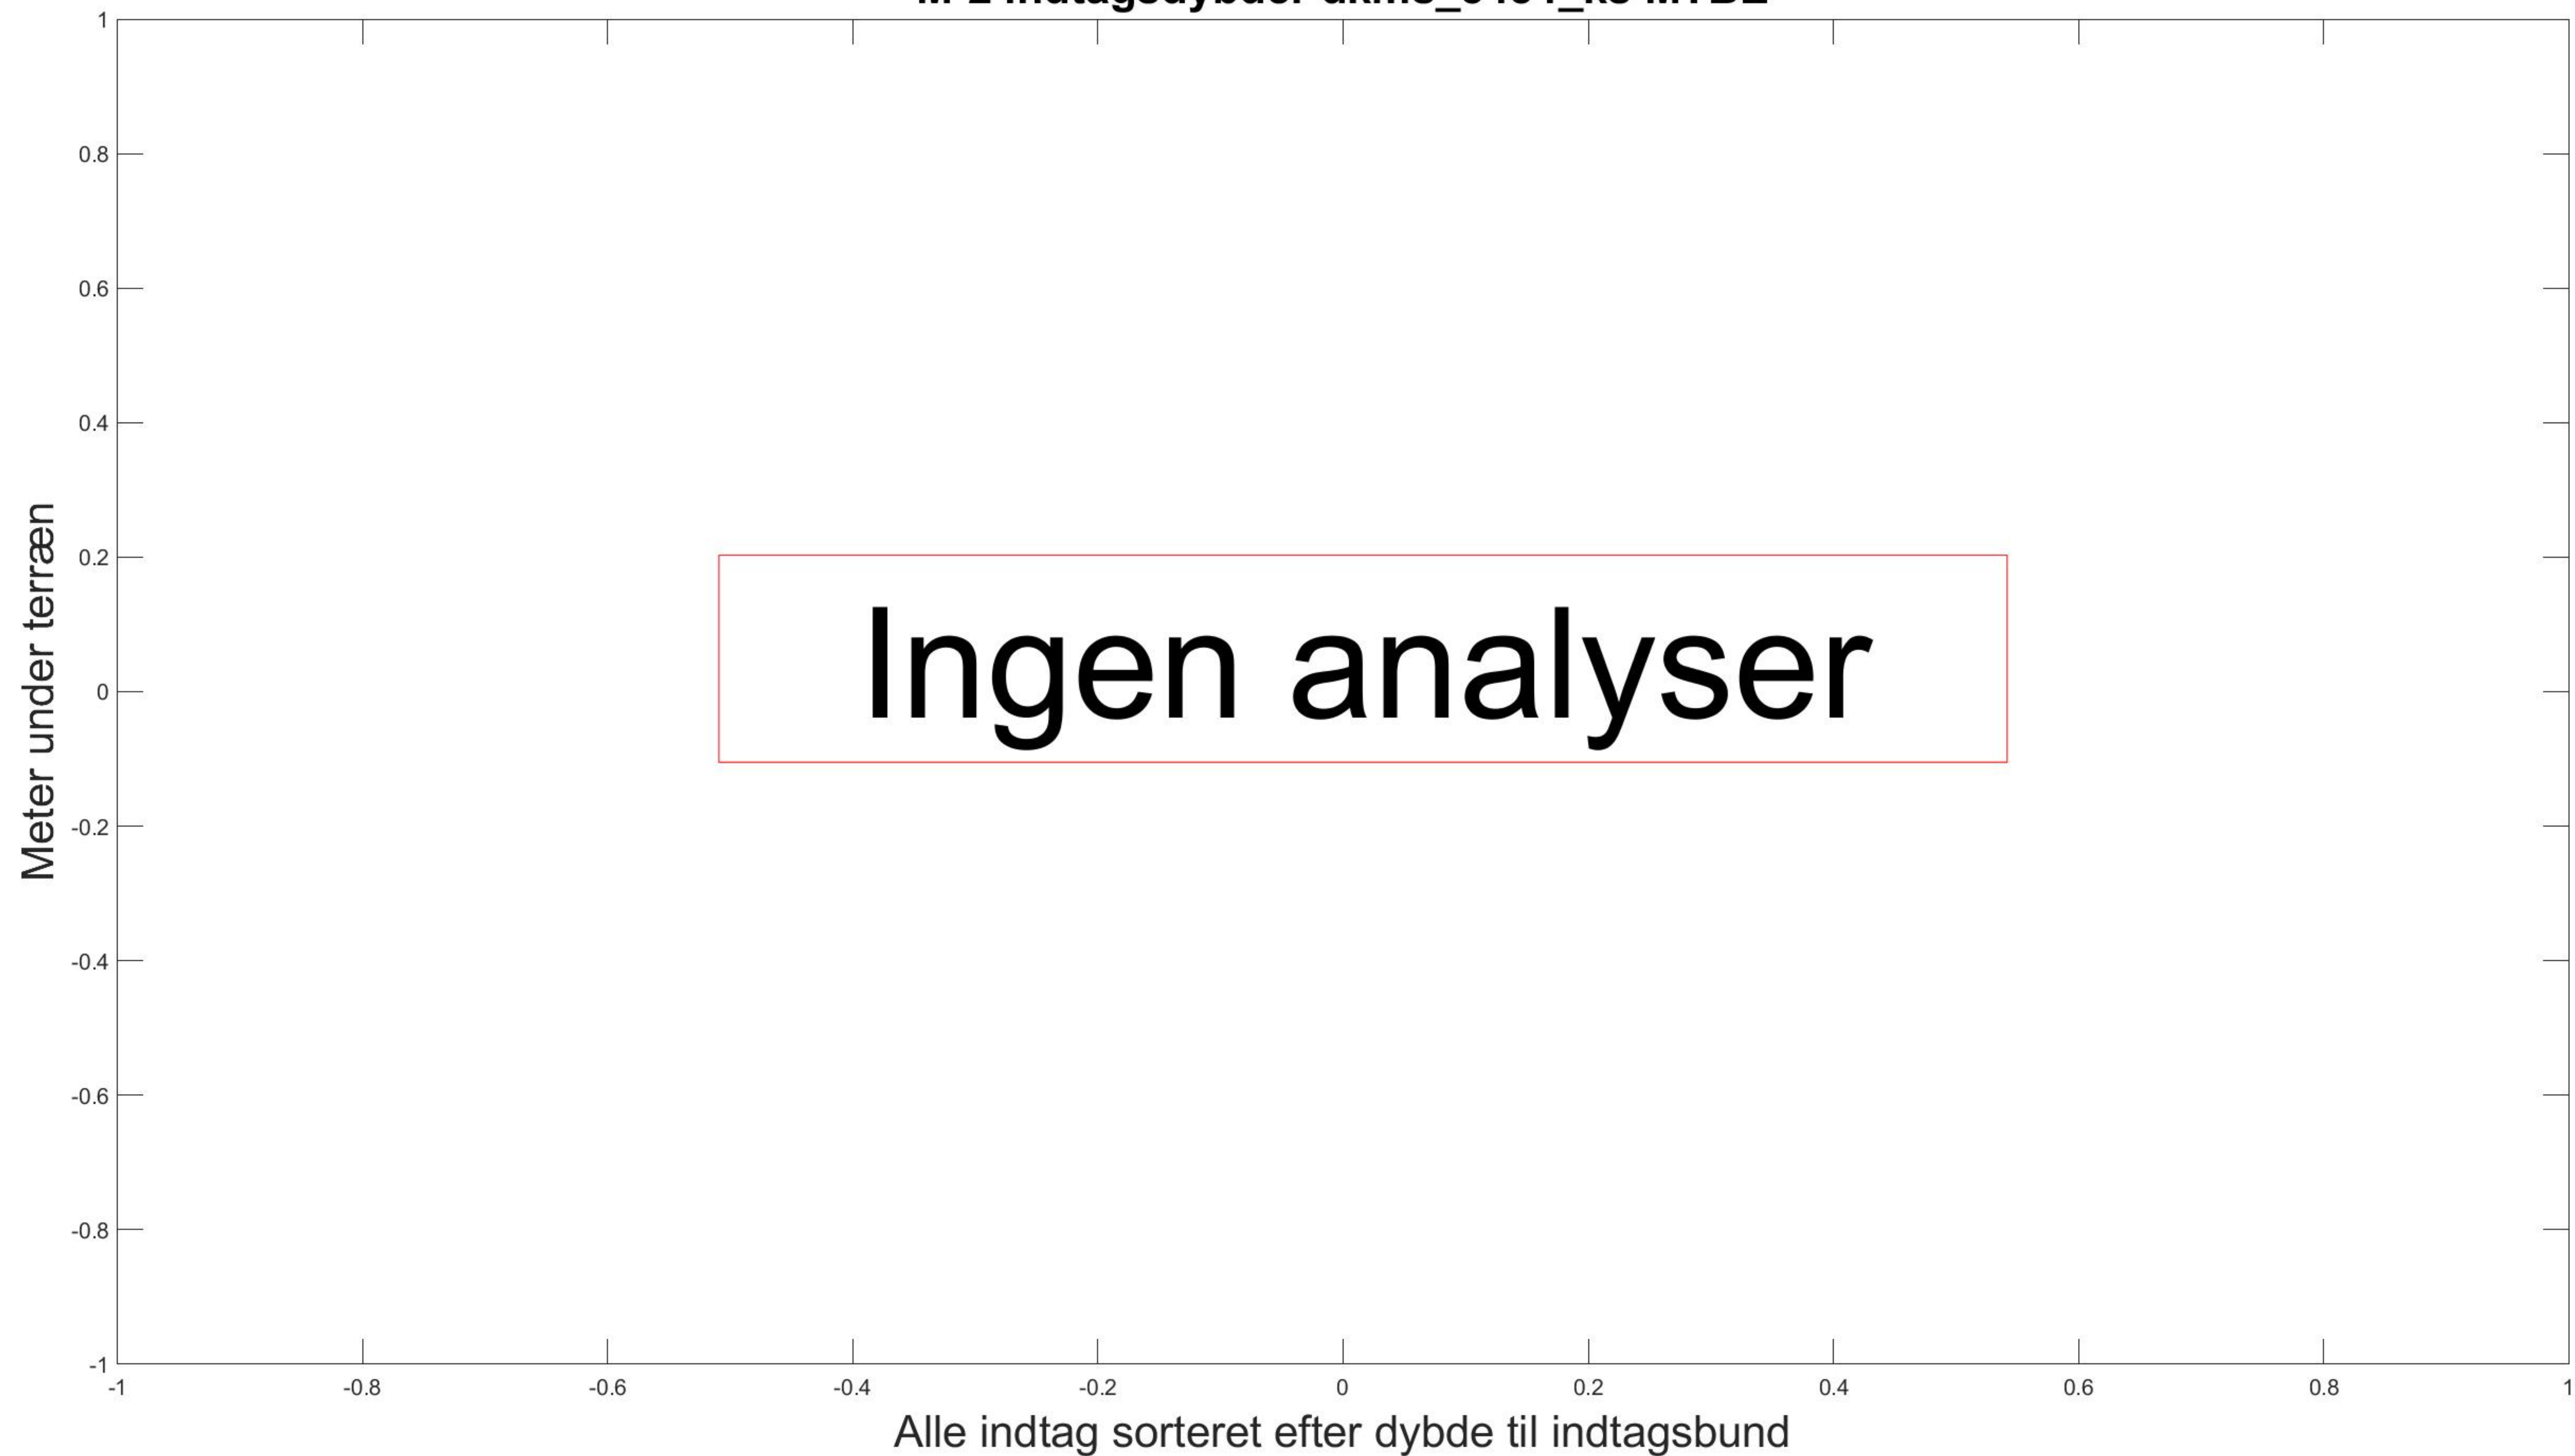 Indtagsdybder MTBE
1
0.8
0.6
0.4
0.2
0
-0.2
-0.4
-0.6
-0.8
-1
Meter under terræn
Ingen analyser
-1 -0.8 -0.6 -0.4 -0.2 0 0.2 0.4 0.6 0.8 1
Alle indtag sorteret efter dybde til indtagsbund